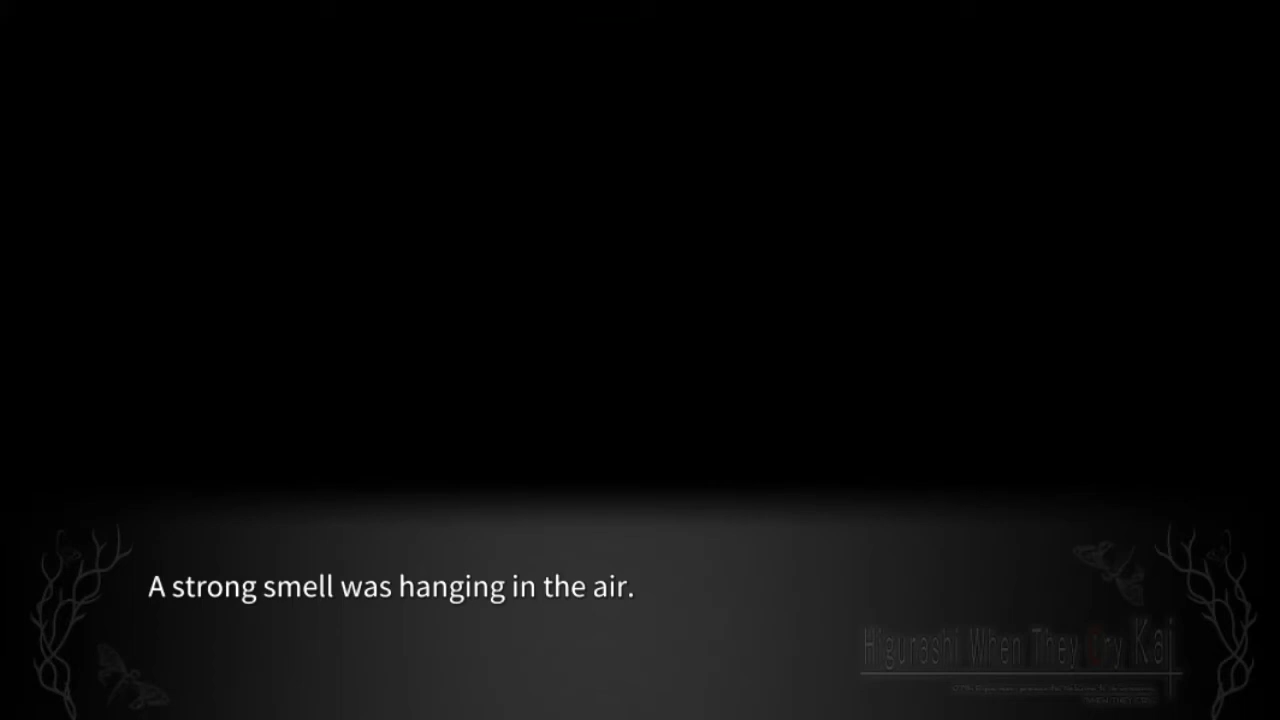 A strong smell was hanging in the air.
Higurashi When They Cry Kai